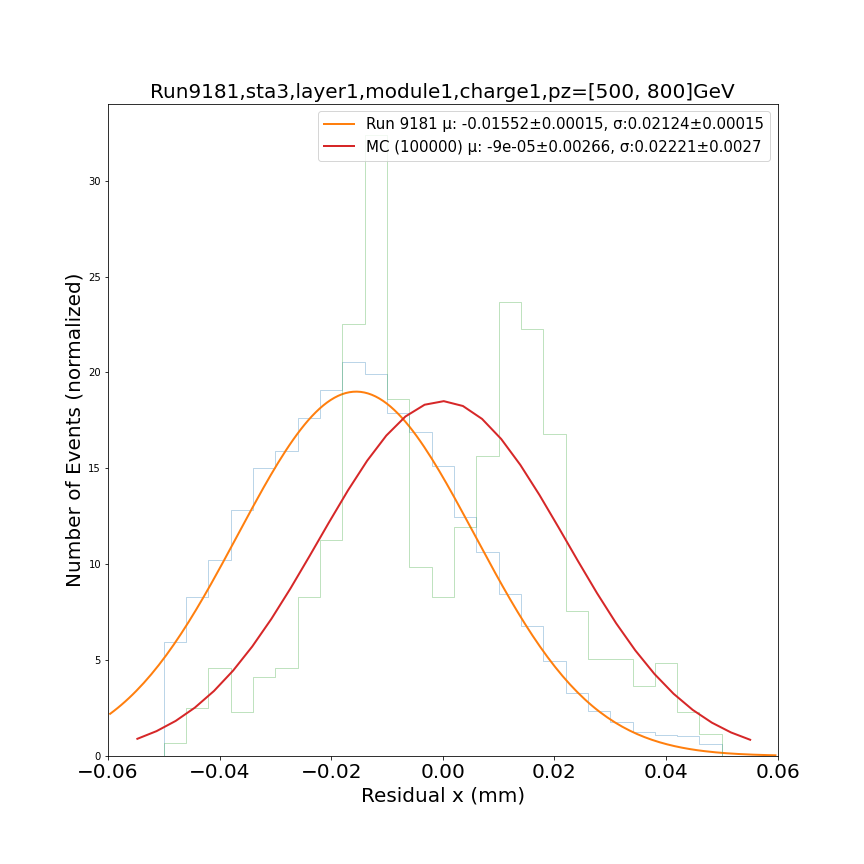 Run9181,sta3,layer1,module1,charge1,pz=[500, 800]GeV
Run 9181 μ: -0.01552±0.00015, σ:0.02124±0.00015
MC (100000) μ: -9e-05±0.00266, σ:0.02221±0.0027
Number of Events (normalized)
30
25
20
15
10
5
0
−0.06 −0.04 −0.02 0.00 0.02 0.04 0.06
Residual x (mm)